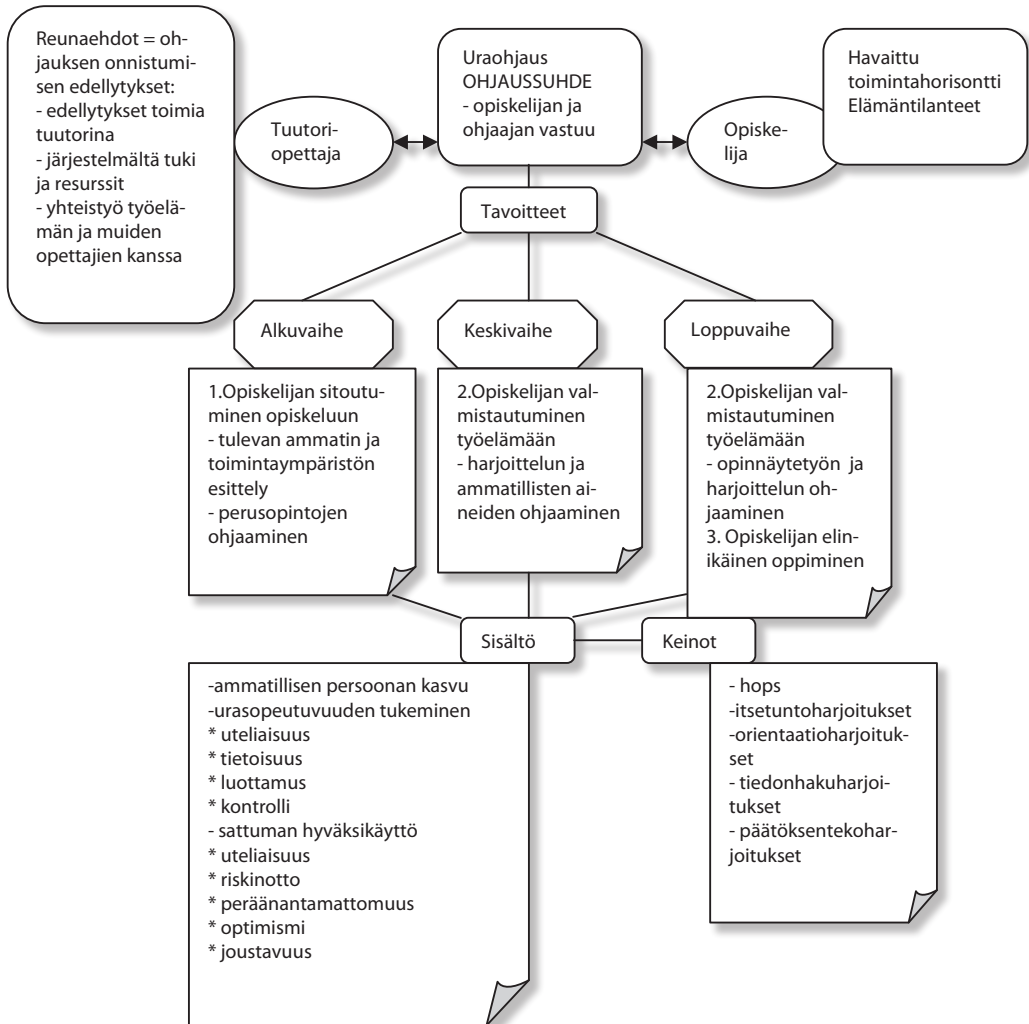 Reunaehdot = oh-
jauksen onnistumi-
sen edellytykset:
- edellytykset toimia
tuutorina
- järjestelmältä tuki
ja resurssit
- yhteistyö työelä-
män ja muiden
opettajien kanssa
Tuutori-
opettaja
Uraohjaus
OHJAUSSUHDE
- opiskelijan ja
ohjaajan vastuu
Opiske-
lija
Havaittu
toimintahorisontti
Elämäntilanteet
Tavoitteet
Alkuvaihe
Keskivaihe
Loppuvaihe
1.Opiskelijan sitoutu-
minen opiskeluun
- tulevan ammatin ja
toimintaympäristön
esittely
- perusopintojen
ohjaaminen
2.Opiskelijan val-
mistautuminen
työelämään
- harjoittelun ja
ammatillisten ai-
neiden ohjaaminen
2.Opiskelijan val-
mistautuminen
työelämään
- opinnäytetyön ja
harjoittelun oh-
jaaminen
3. Opiskelijan elin-
ikäinen oppiminen
Sisältö
Keinot
-ammatillisen persoonan kasvu
-urasopeutuvuuden tukeminen
* uteliaisuus
* tietoisuus
* luottamus
* kontrolli
- sattuman hyväksikäyttö
* uteliaisuus
* riskinotto
* peräänantamattomuus
* optimismi
* joustavuus
- hops
-itsetuntoharjoitukset
-orientaatioharjoituk-
set
- tiedonhakuharjoi-
tukset
- päätöksentekohar-
joitukset